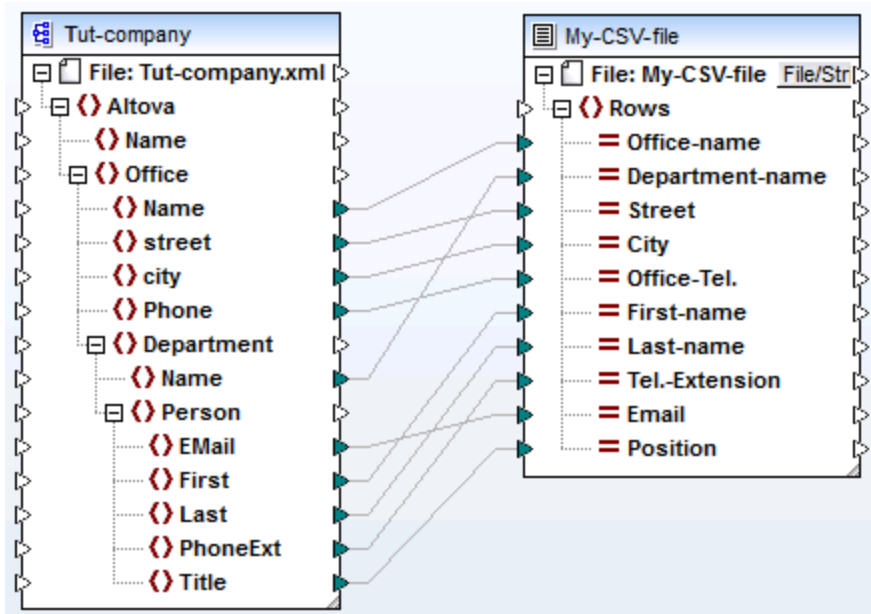 Tut-company
File: Tut-company.xml
Altova
Name
Office
Name
street
city
Phone
Department
Name
Person
EMail
First
Last
PhoneExt
Title
My-CSV-file
File: My-CSV-file File/Str
Rows
Office-name
Department-name
Street
City
Office-Tel.
First-name
Last-name
Tel.-Extension
Email
Position